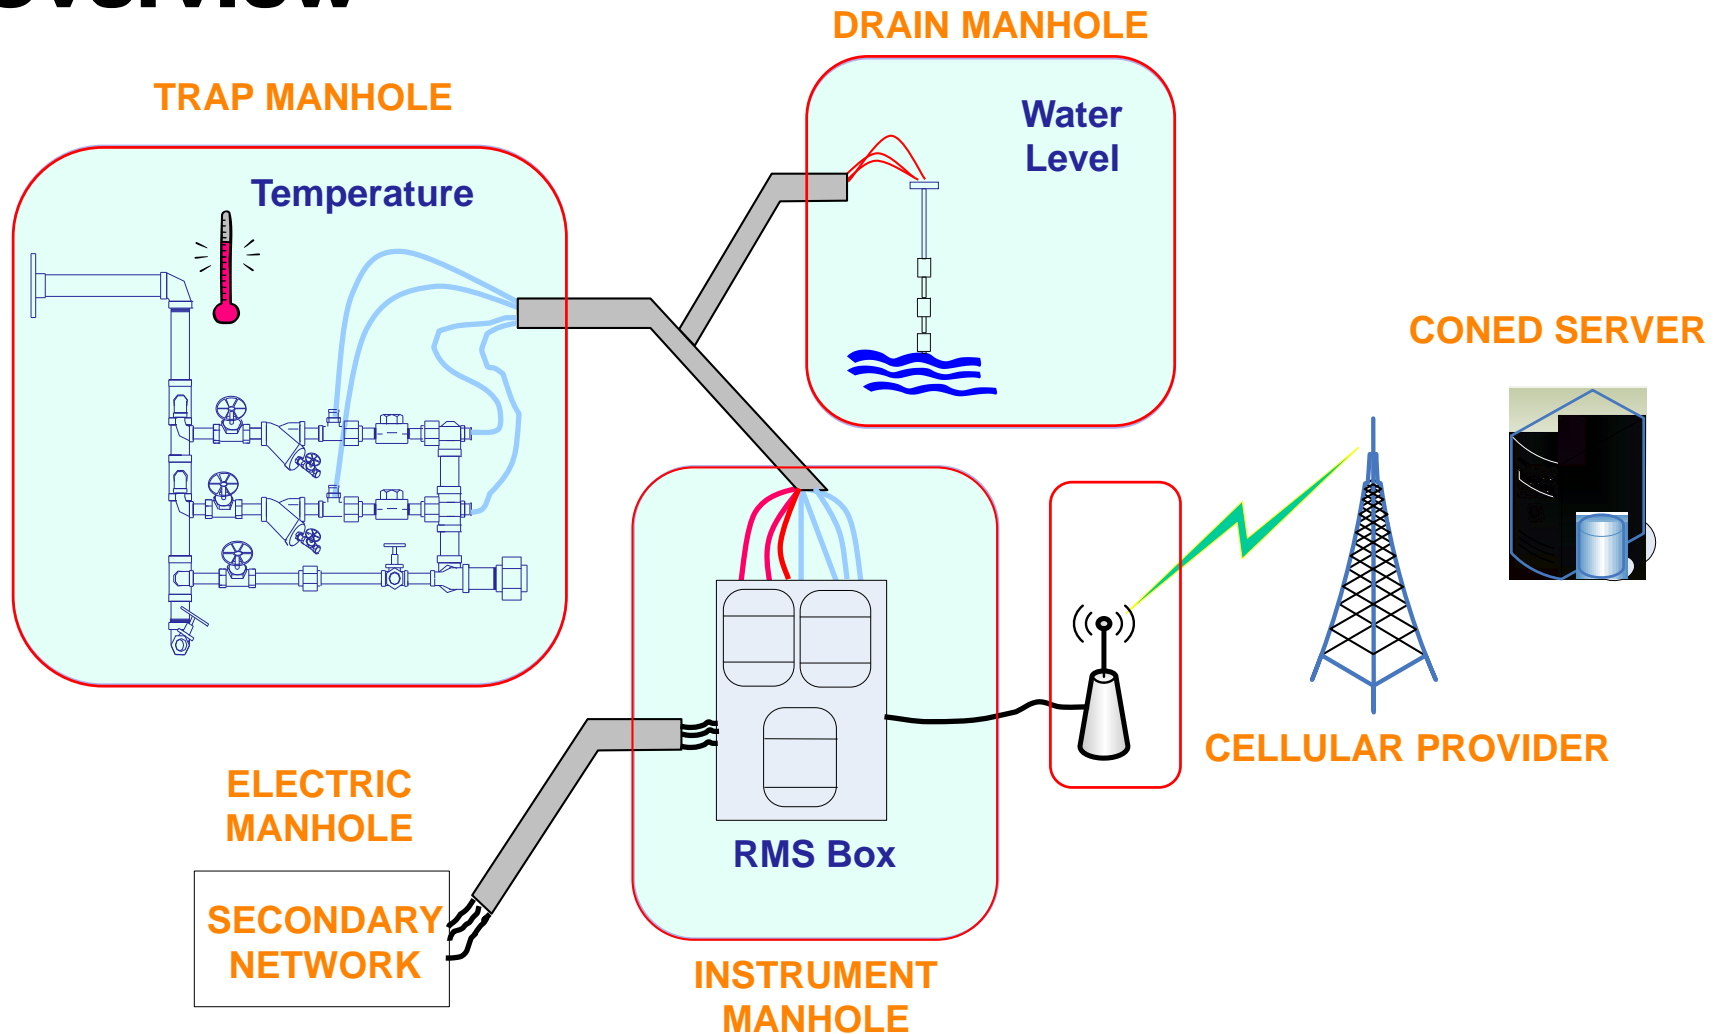 DRAIN MANHOLE
TRAP MANHOLE
Water
Level
Temperature
CONED SERVER
CELLULAR PROVIDER
ELECTRIC
MANHOLE
RMS Box
SECONDARY
NETWORK
INSTRUMENT
MANHOLE